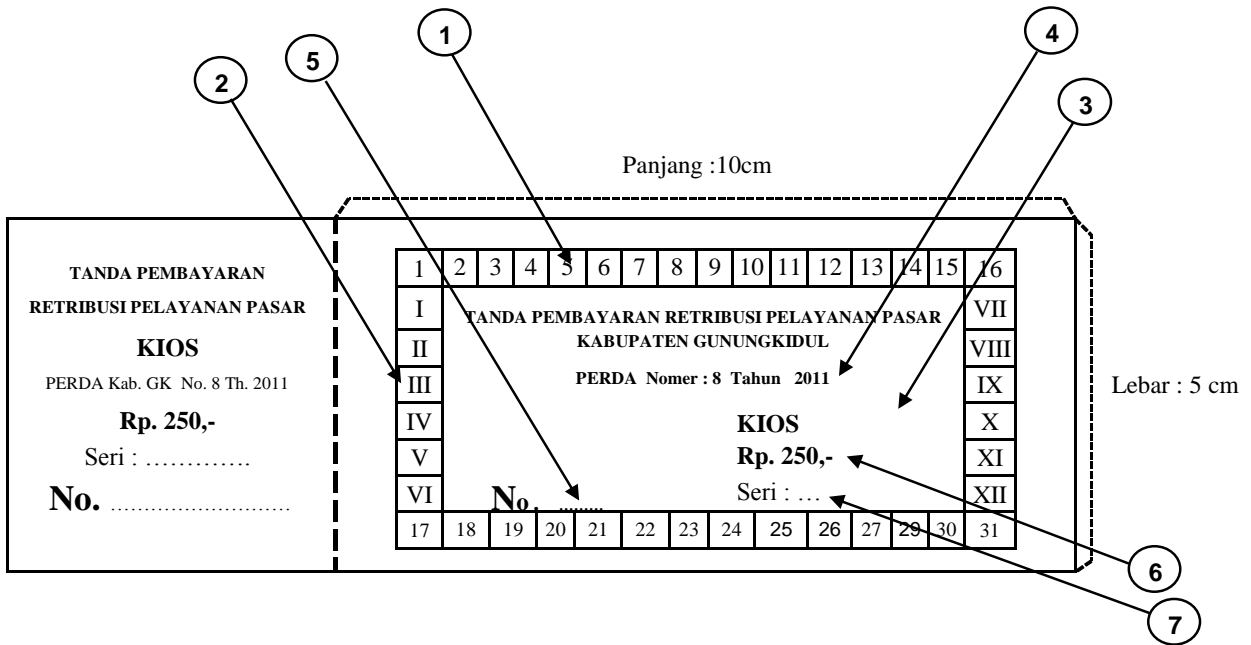 1
4
5
2
3
Panjang :10cm
TANDA PEMBAYARAN
RETRIBUSI PELAYANAN PASAR
KIOS
PERDA Kab. GK No. 8 Th. 2011
Rp. 250,-
Seri : ………….
No. ………………………
1 2 3 4 5 6 7 8 9 10 11 12 13 14 15 16
I
II
III
IV
V
VI
TANDA PEMBAYARAN RETRIBUSI PELAYANAN PASAR
KABUPATEN GUNUNGKIDUL
PERDA Nomer : 8 Tahun 2011
KIOS
Rp. 250,-
Seri : …
No. ………
VII
VIII
IX
X
XI
XII
17 18 19 20 21 22 23 24 25 26 27 29 30 31
Lebar : 5 cm
6
7